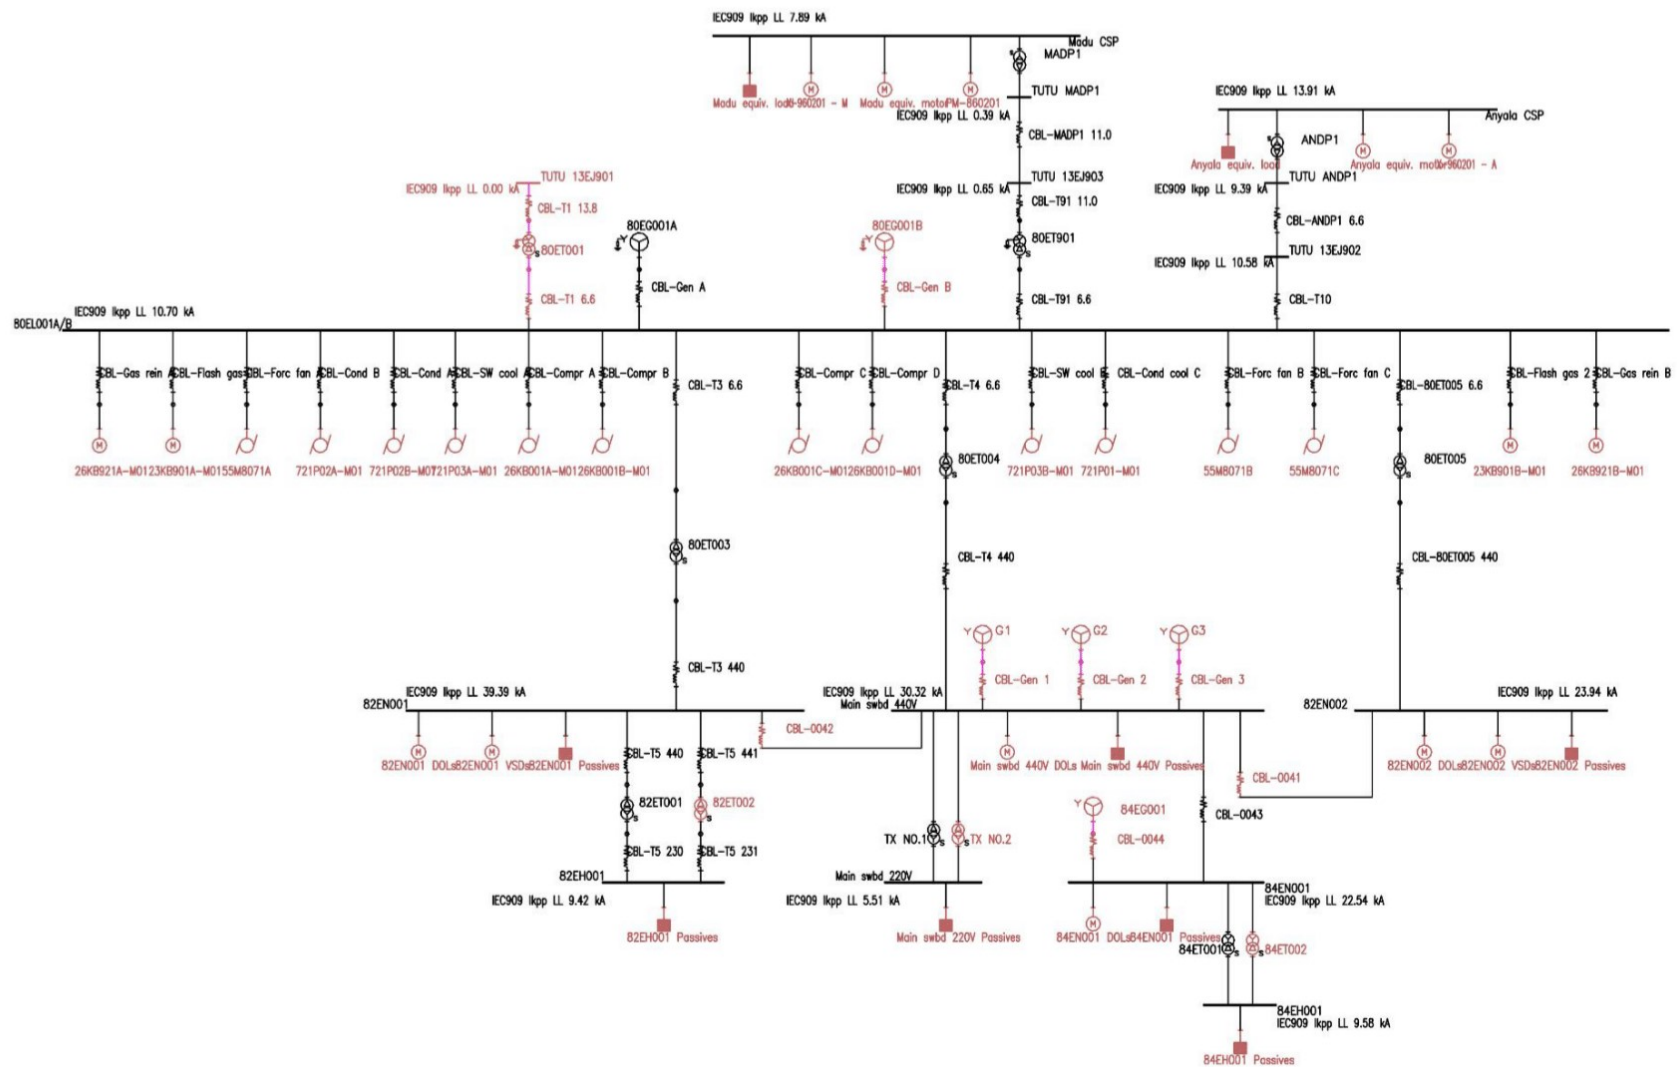 IEC909 Ikpp LL 7.89 kA
Madu CSP
MADP1
Madu equiv. load
960201 - M
Madu equiv. motor
PM-860201
TUTU MADP1
IEC909 Ikpp LL 0.39 kA
CBL-MADP1 11.0
IEC909 Ikpp LL 13.91 kA
Anyala CSP
ANDP1
Anyala equiv. load
Anyala equiv. motor
960201 - A
TUTU 13EJ901
IEC909 Ikpp LL 0.00 kA
CBL-T1 13.8
TUTU 13EJ903
IEC909 Ikpp LL 0.65 kA
CBL-T91 11.0
TUTU ANDP1
IEC909 Ikpp LL 9.39 kA
CBL-ANDP1 6.6
80EG001A
80EG001B
Y
Y
80ET001
S
80ET901
S
TUTU 13EJ902
IEC909 Ikpp LL 10.58 kA
CBL-Gen A
CBL-Gen B
CBL-T1 6.6
CBL-T91 6.6
CBL-T10
IEC909 Ikpp LL 10.70 kA
80EL001A/B
CBL-Gas rein A
CBL-Flash gas
CBL-Forc fan A
CBL-Cond B
CBL-Cond A
CBL-SW cool A
CBL-Compr A
CBL-Compr B
CBL-T3 6.6
CBL-Compr C
CBL-Compr D
CBL-T4 6.6
CBL-SW cool B
CBL-Cond cool C
CBL-Forc fan B
CBL-Forc fan C
CBL-80ET005 6.6
CBL-Flash gas 2
CBL-Gas rein B
26KB921A-M01
23KB901A-M01
55M8071A
721P02A-M01
721P02B-M01
721P03A-M01
26KB001A-M01
26KB001B-M01
26KB001C-M01
26KB001D-M01
80ET004
S
721P03B-M01
721P01-M01
55M8071B
55M8071C
80ET005
S
23KB901B-M01
26KB921B-M01
80ET003
S
CBL-T4 440
CBL-80ET005 440
Y G1
Y G2
Y G3
CBL-T3 440
CBL-Gen 1
CBL-Gen 2
CBL-Gen 3
IEC909 Ikpp LL 39.39 kA
82EN001
IEC909 Ikpp LL 30.32 kA
Main swbd 440V
82EN002
IEC909 Ikpp LL 23.94 kA
CBL-0042
82EN001 DOLs
82EN001 VSDs
82EN001 Passives
CBL-T5 440
CBL-T5 441
Main swbd 440V DOLs
Main swbd 440V Passives
CBL-0041
82EN002 DOLs
82EN002 VSDs
82EN002 Passives
82ET001
S
82ET002
S
Y 84EG001
CBL-0043
TX NO.1
S
TX NO.2
S
CBL-0044
CBL-T5 230
CBL-T5 231
82EH001
IEC909 Ikpp LL 9.42 kA
Main swbd 220V
IEC909 Ikpp LL 5.51 kA
84EN001
IEC909 Ikpp LL 22.54 kA
82EH001 Passives
Main swbd 220V Passives
84EN001 DOLs
84EN001 Passives
84ET001
S
84ET002
S
84EH001
IEC909 Ikpp LL 9.58 kA
84EH001 Passives